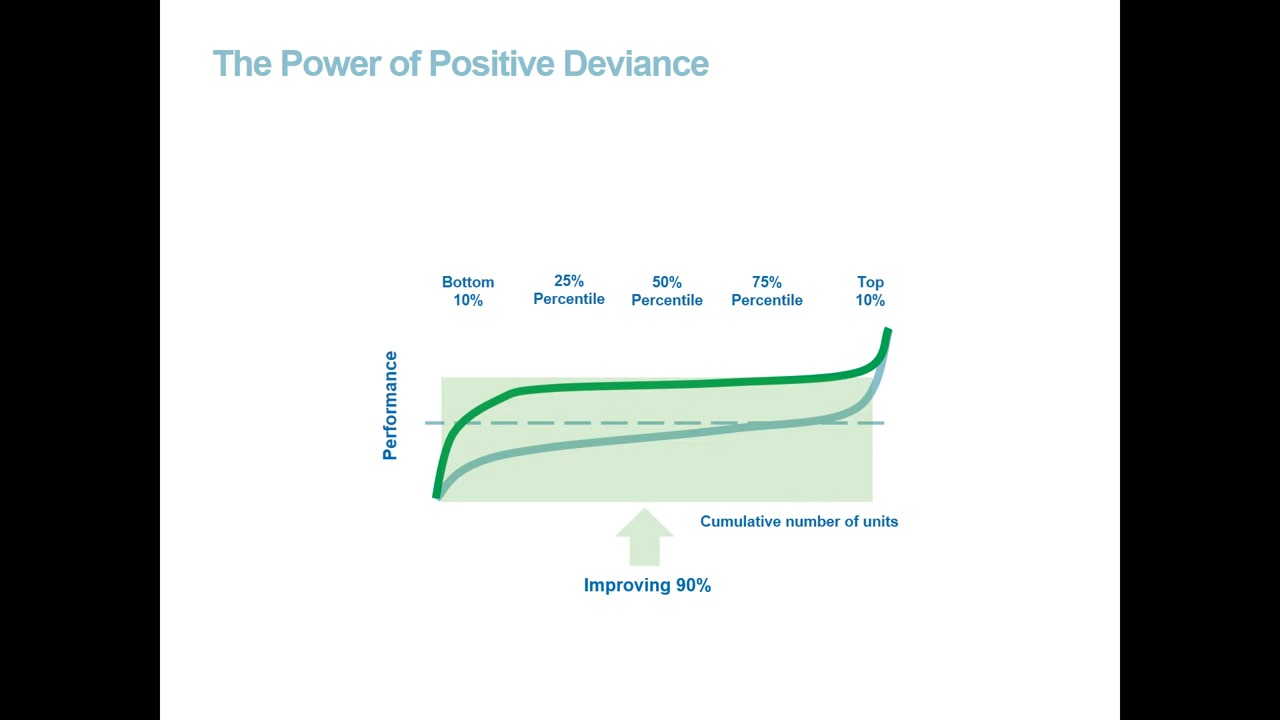 The Power of Positive Deviance
Bottom
10%
25%
Percentile
50%
Percentile
75%
Percentile
Top
10%
Performance
Cumulative number of units
Improving 90%